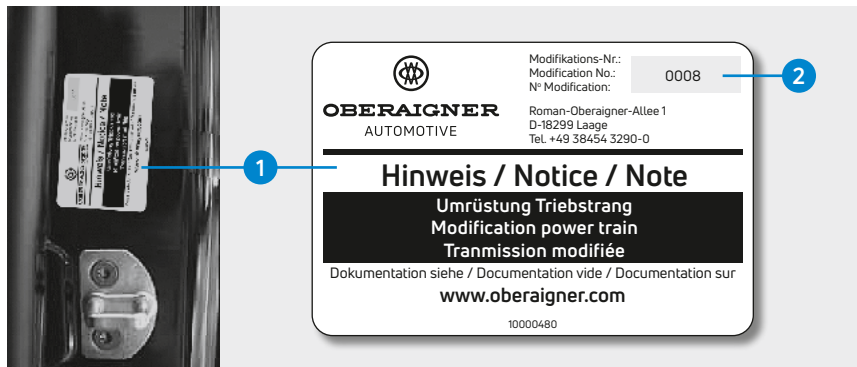 OBERAIGNER
AUTOMOTIVE
Modifikations-Nr.:
Modification No.:
Nº Modification:
0008
Roman-Oberaigner-Allee 1
D-18299 Laage
Tel. +49 38454 3290-0
1
2
Hinweis / Notice / Note
Umrüstung Triebstrang
Modification power train
Tranmission modifiée
Dokumentation siehe / Documentation vide / Documentation sur
www.oberaigner.com
10000480